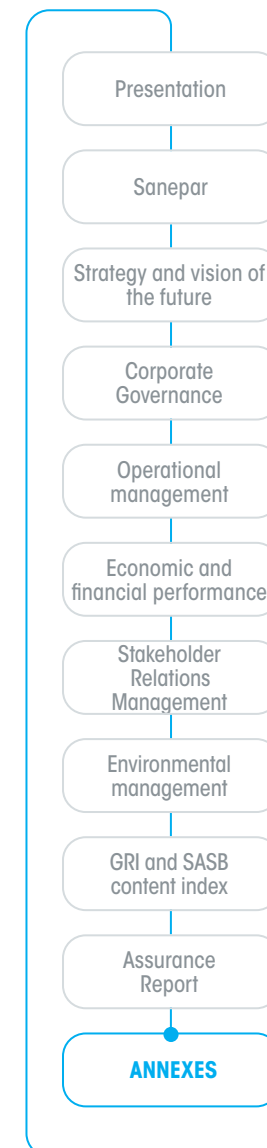 Presentation
Sanepar
Strategy and vision of
the future
Corporate
Governance
Operational
management
Economic and
financial performance
Stakeholder
Relations
Management
Environmental
management
GRI and SASB
content index
Assurance
Report
ANNEXES